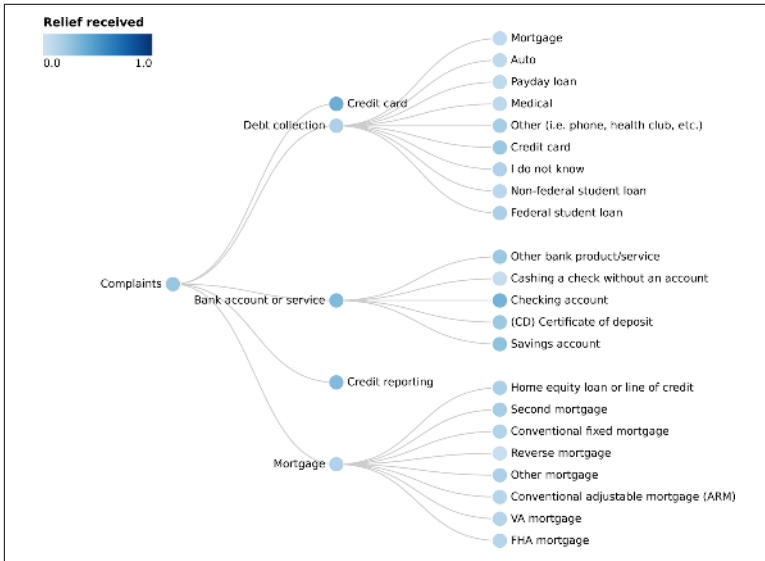 Relief received
0.0 1.0
Mortgage
Auto
Payday loan
Medical
Other (i.e. phone, health club, etc.)
Credit card
I do not know
Non-federal student loan
Federal student loan
Credit card
Debt collection
Other bank product/service
Cashing a check without an account
Checking account
(CD) Certificate of deposit
Savings account
Complaints
Bank account or service
Credit reporting
Home equity loan or line of credit
Second mortgage
Conventional fixed mortgage
Reverse mortgage
Other mortgage
Conventional adjustable mortgage (ARM)
VA mortgage
FHA mortgage
Mortgage